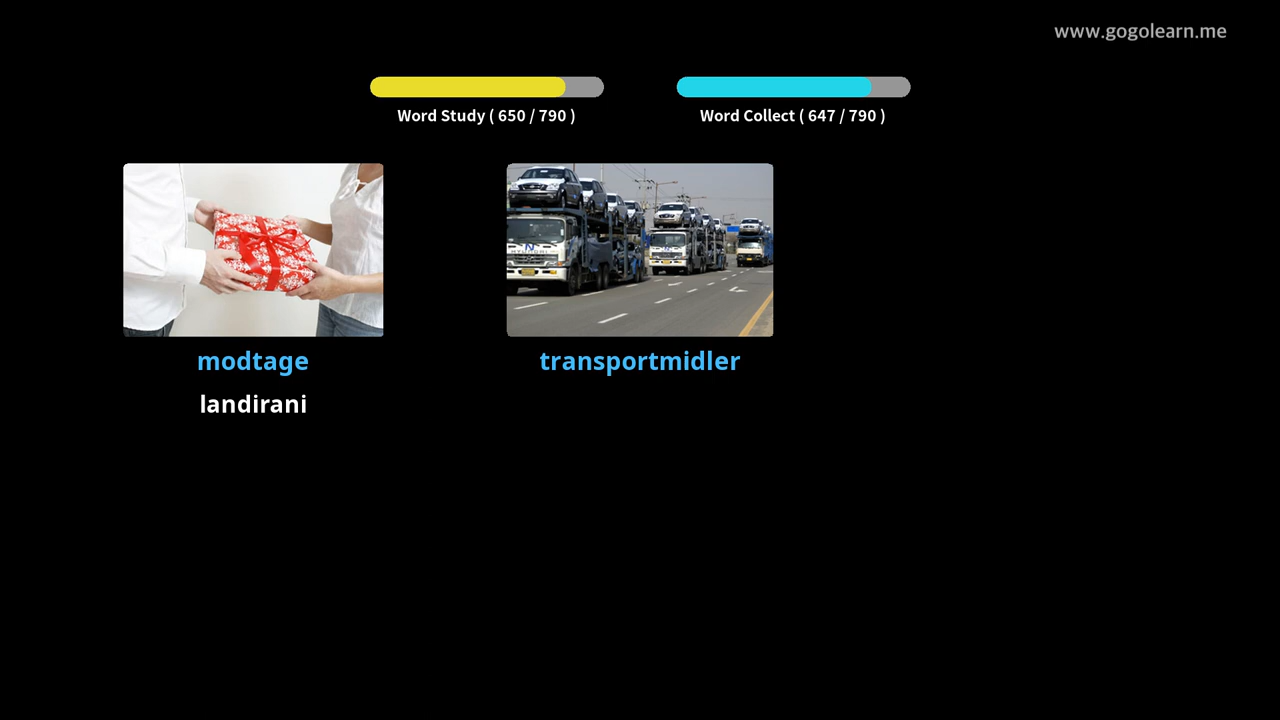 www.gogolearn.me
Word Study ( 650 / 790 )
Word Collect ( 647 / 790 )
modtage
transportmidler
landirani